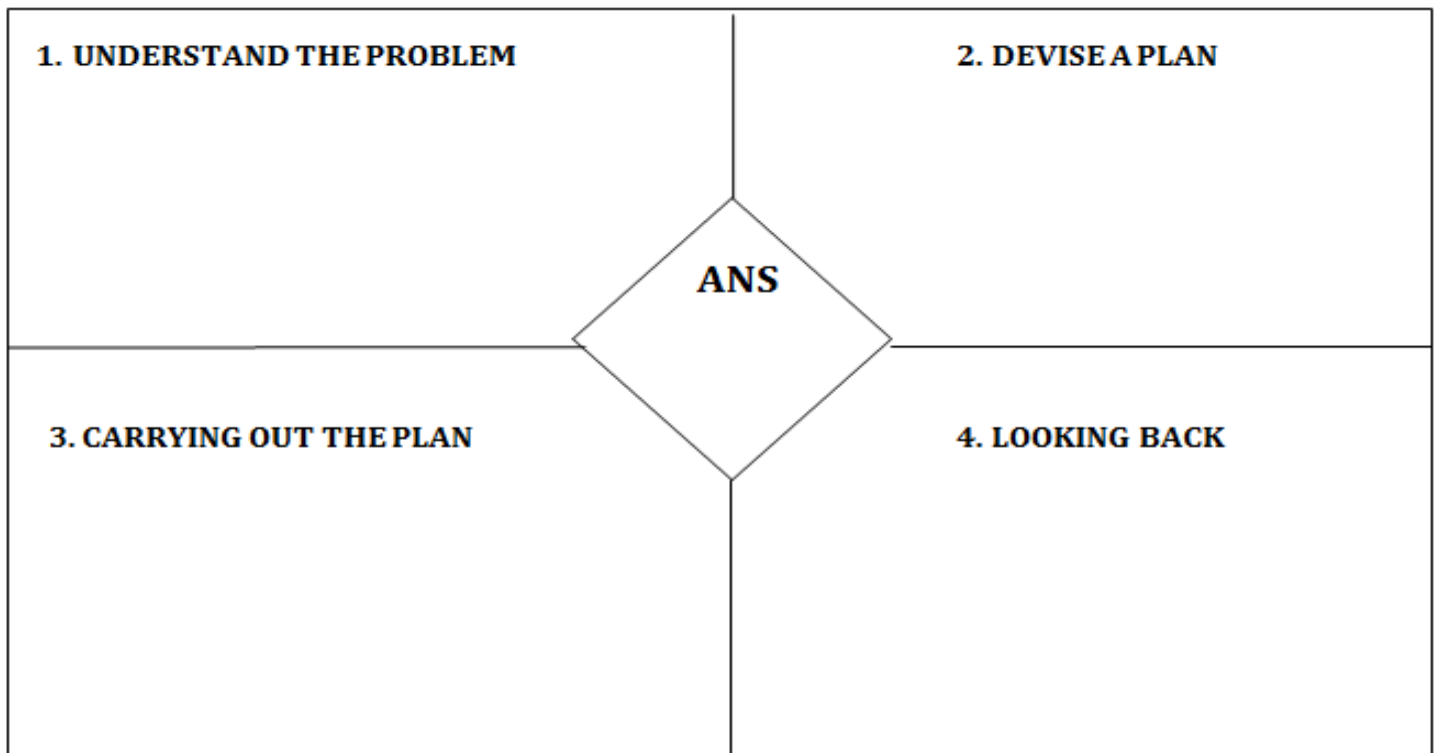 1. UNDERSTAND THE PROBLEM
2. DEVISE A PLAN
ANS
3. CARRYING OUT THE PLAN
4. LOOKING BACK